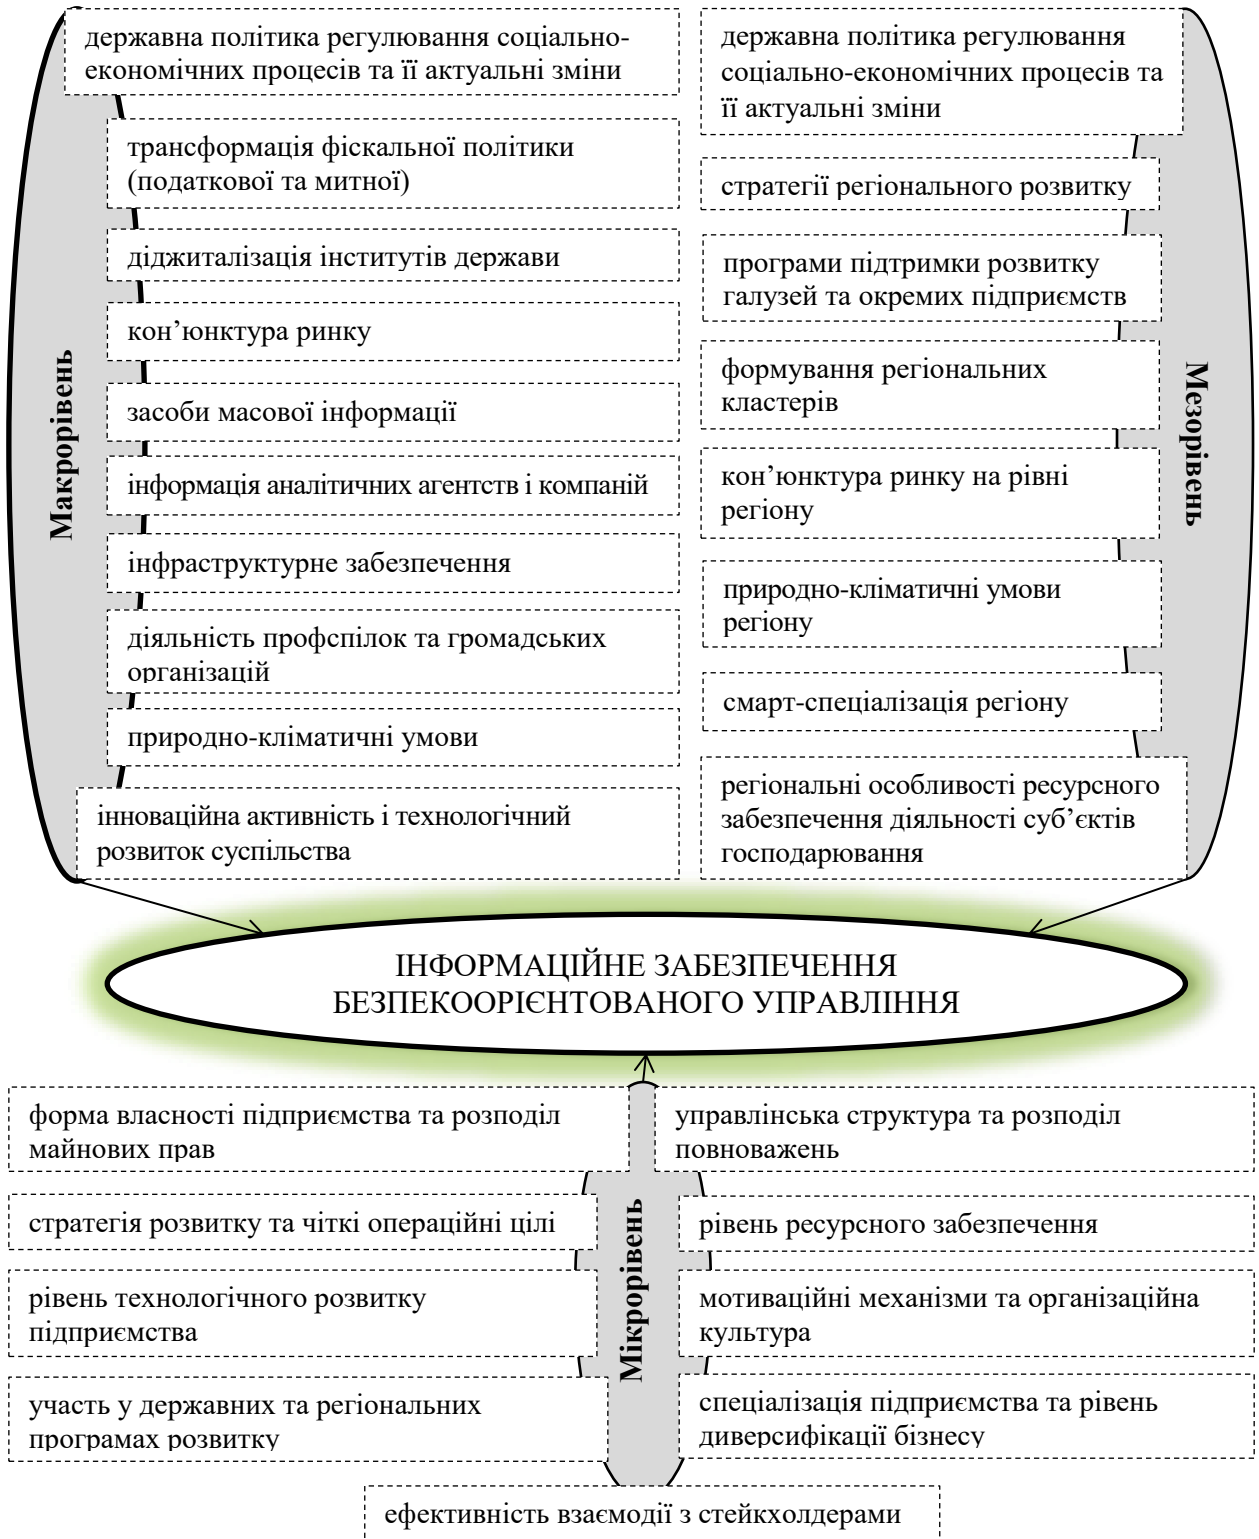 державна політика регулювання соціально-
економічних процесів та її актуальні зміни
трансформація фіскальної політики
(податкової та митної)
діджиталізація інститутів держави
кон’юнктура ринку
засоби масової інформації
інформація аналітичних агентств і компаній
інфраструктурне забезпечення
діяльність профспілок та громадських
організацій
природно-кліматичні умови
інноваційна активність і технологічний
розвиток суспільства
Макрорівень
державна політика регулювання
соціально-економічних процесів та
її актуальні зміни
стратегії регіонального розвитку
програми підтримки розвитку
галузей та окремих підприємств
формування регіональних
кластерів
кон’юнктура ринку на рівні
регіону
природно-кліматичні умови
регіону
смарт-спеціалізація регіону
регіональні особливості ресурсного
забезпечення діяльності суб’єктів
господарювання
Мезорівень
ІНФОРМАЦІЙНЕ ЗАБЕЗПЕЧЕННЯ
БЕЗПЕКООРІЄНТОВАНОГО УПРАВЛІННЯ
форма власності підприємства та розподіл
майнових прав
стратегія розвитку та чіткі операційні цілі
рівень технологічного розвитку
підприємства
участь у державних та регіональних
програмах розвитку
Мікрорівень
управлінська структура та розподіл
повноважень
рівень ресурсного забезпечення
мотиваційні механізми та організаційна
культура
спеціалізація підприємства та рівень
диверсифікації бізнесу
ефективність взаємодії з стейкхолдерами